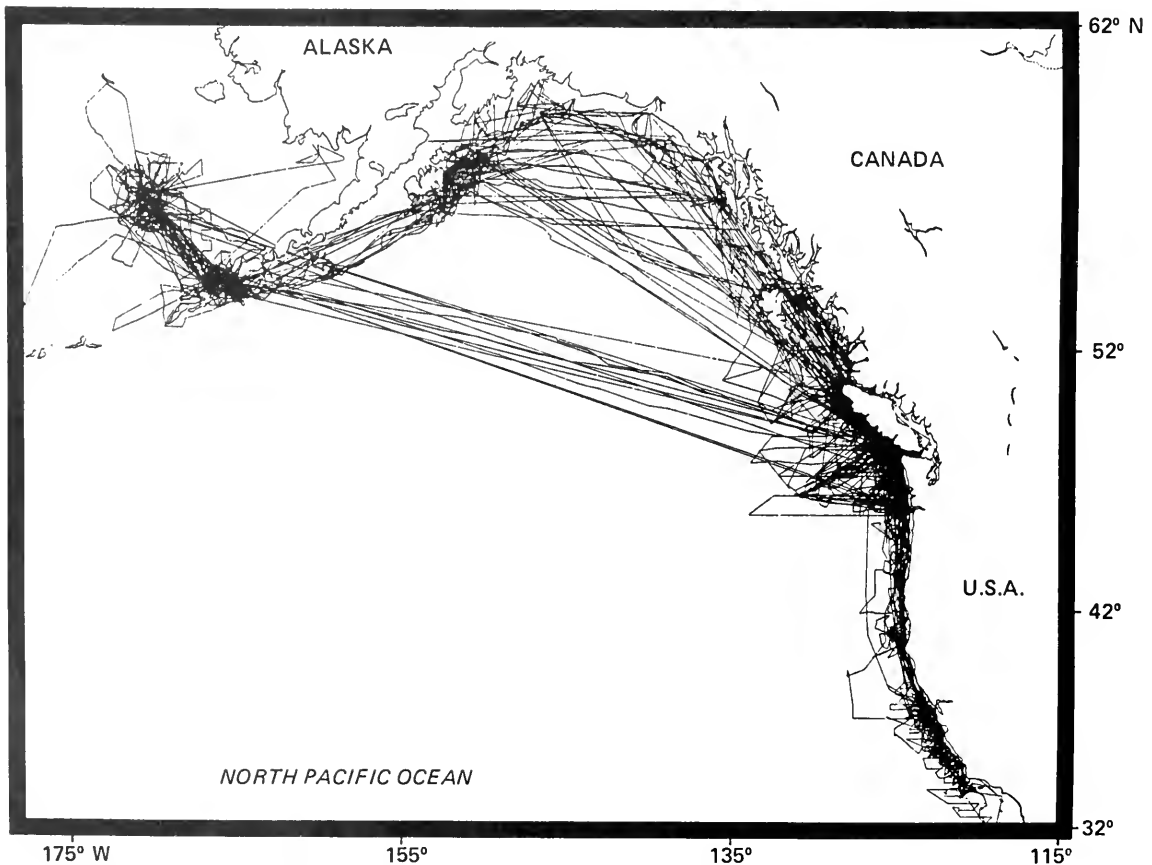 62° N
ALASKA
CANADA
52°
U.S.A.
42°
NORTH PACIFIC OCEAN
32°
175° W
155°
135°
115°